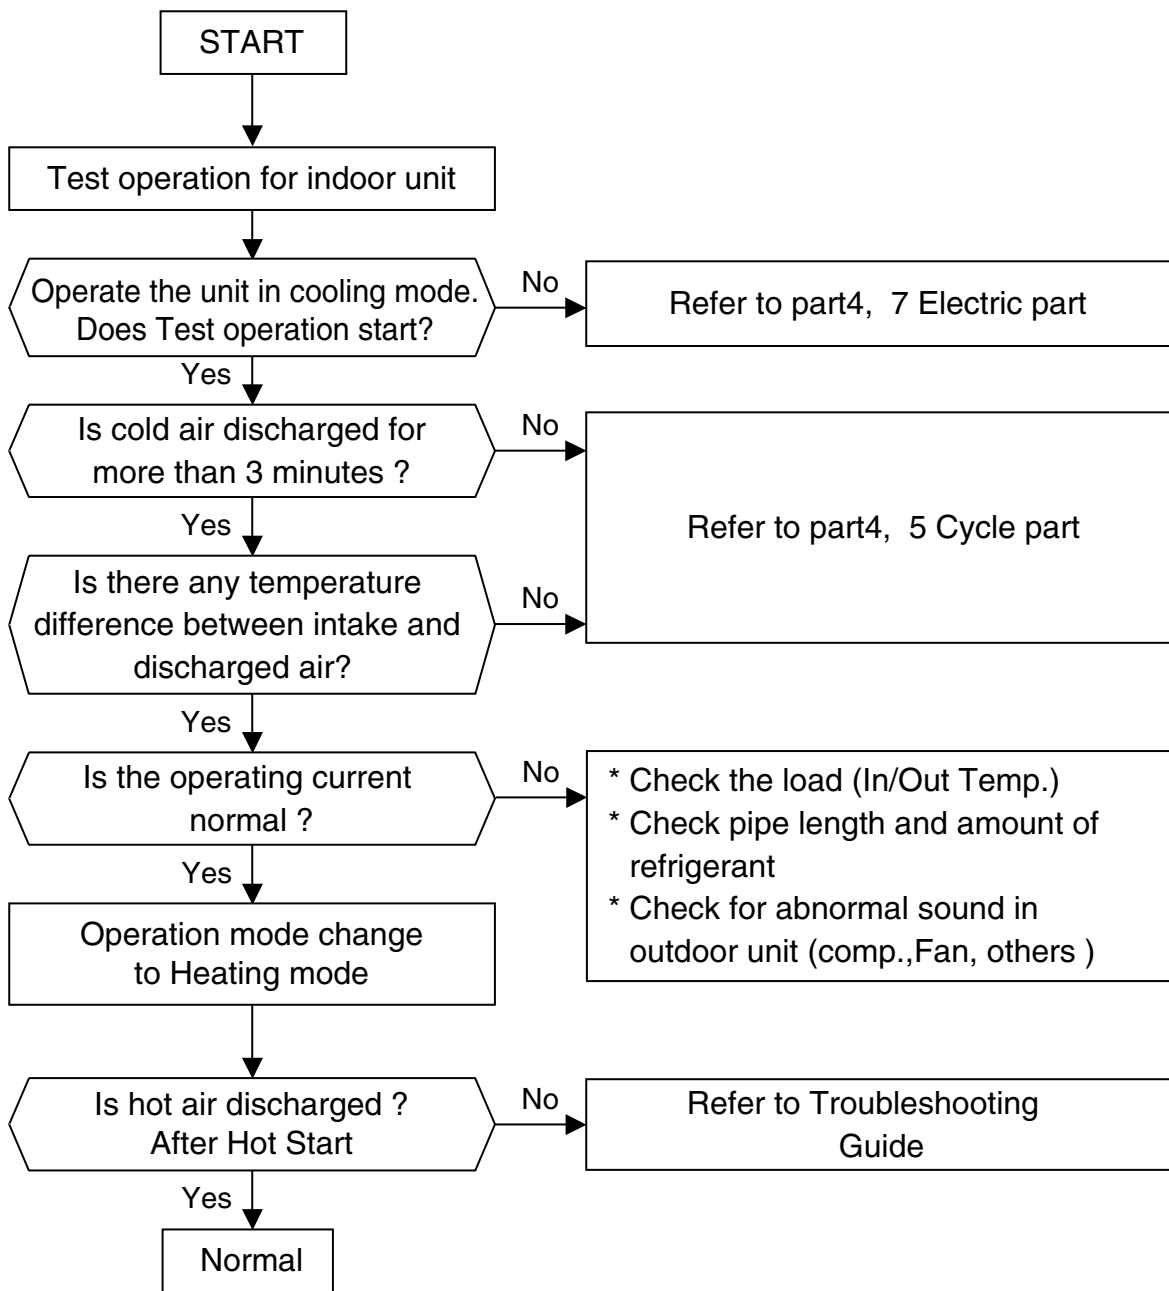 START
Test operation for indoor unit
Operate the unit in cooling mode.
Does Test operation start?
No
Refer to part4, 7 Electric part
Yes
Is cold air discharged for
more than 3 minutes ?
No
Refer to part4, 5 Cycle part
Yes
Is there any temperature
difference between intake and
discharged air?
No
Yes
Is the operating current
normal ?
No
* Check the load (In/Out Temp.)
* Check pipe length and amount of
refrigerant
* Check for abnormal sound in
outdoor unit (comp.,Fan, others )
Yes
Operation mode change
to Heating mode
Is hot air discharged ?
After Hot Start
No
Refer to Troubleshooting
Guide
Yes
Normal